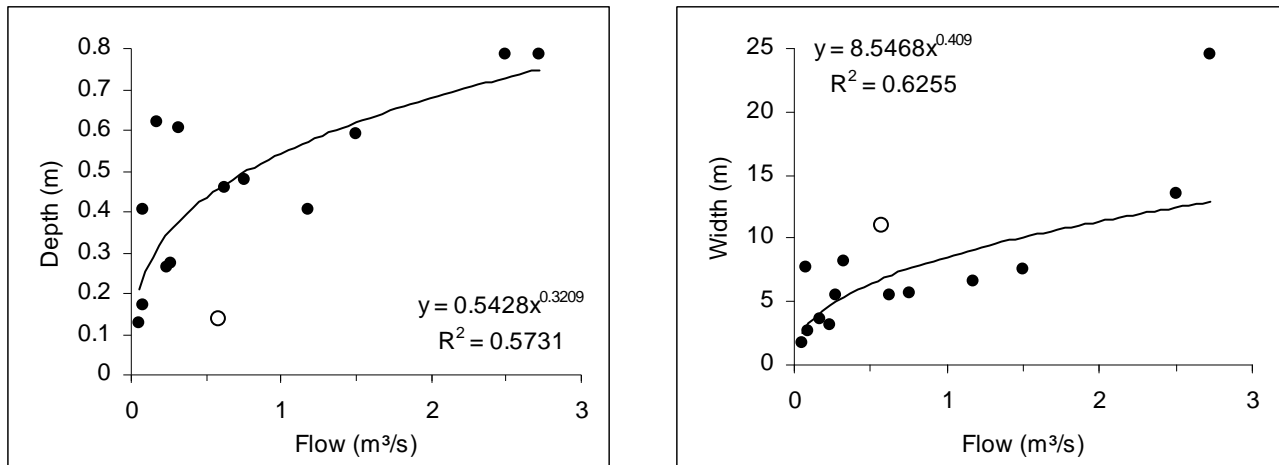 0.8
0.7
0.6
0.5
0.4
0.3
0.2
0.1
0
Depth (m)
y = 0.5428x^0.3209
R² = 0.5731
0 1 2 3
Flow (m³/s)
25
20
15
10
5
0
Width (m)
y = 8.5468x^0.409
R² = 0.6255
0 1 2 3
Flow (m³/s)